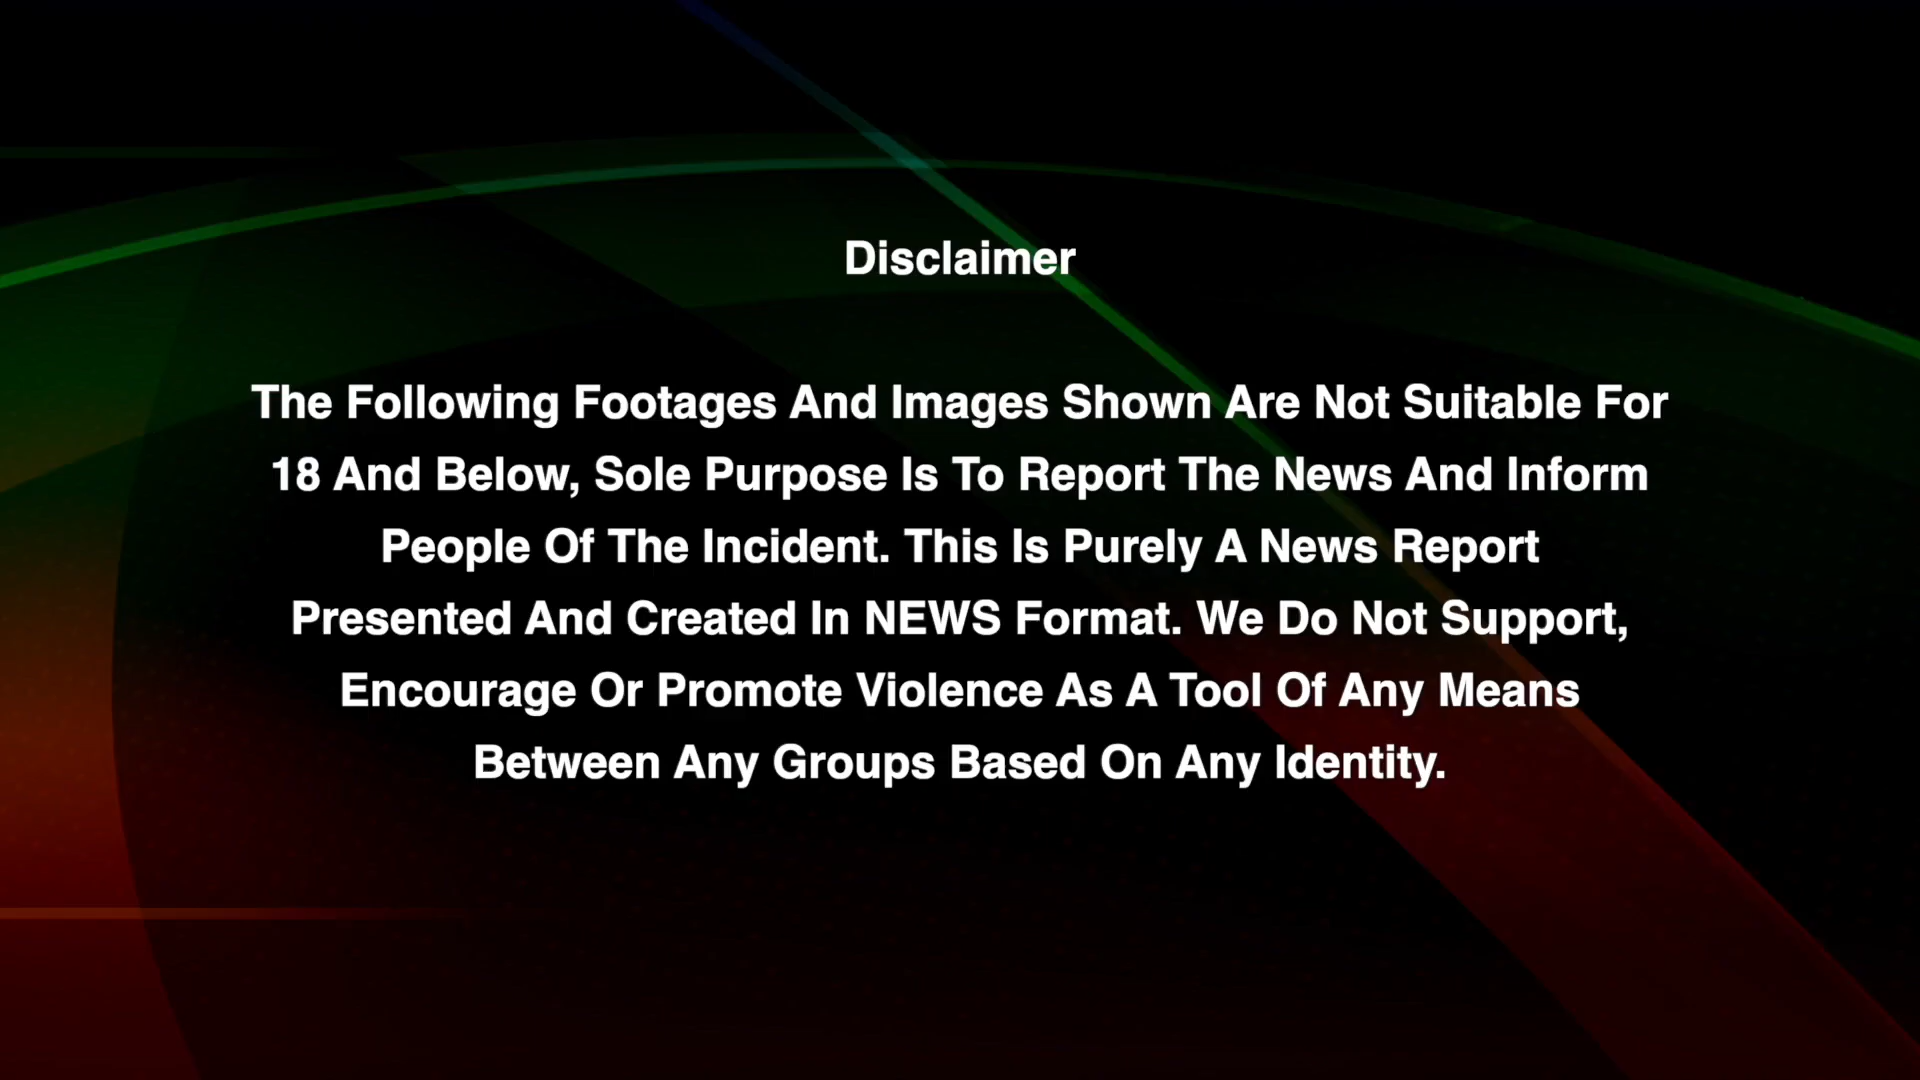 Disclaimer
The Following Footages And Images Shown Are Not Suitable For
18 And Below, Sole Purpose Is To Report The News And Inform
People Of The Incident. This Is Purely A News Report
Presented And Created In NEWS Format. We Do Not Support,
Encourage Or Promote Violence As A Tool Of Any Means
Between Any Groups Based On Any Identity.